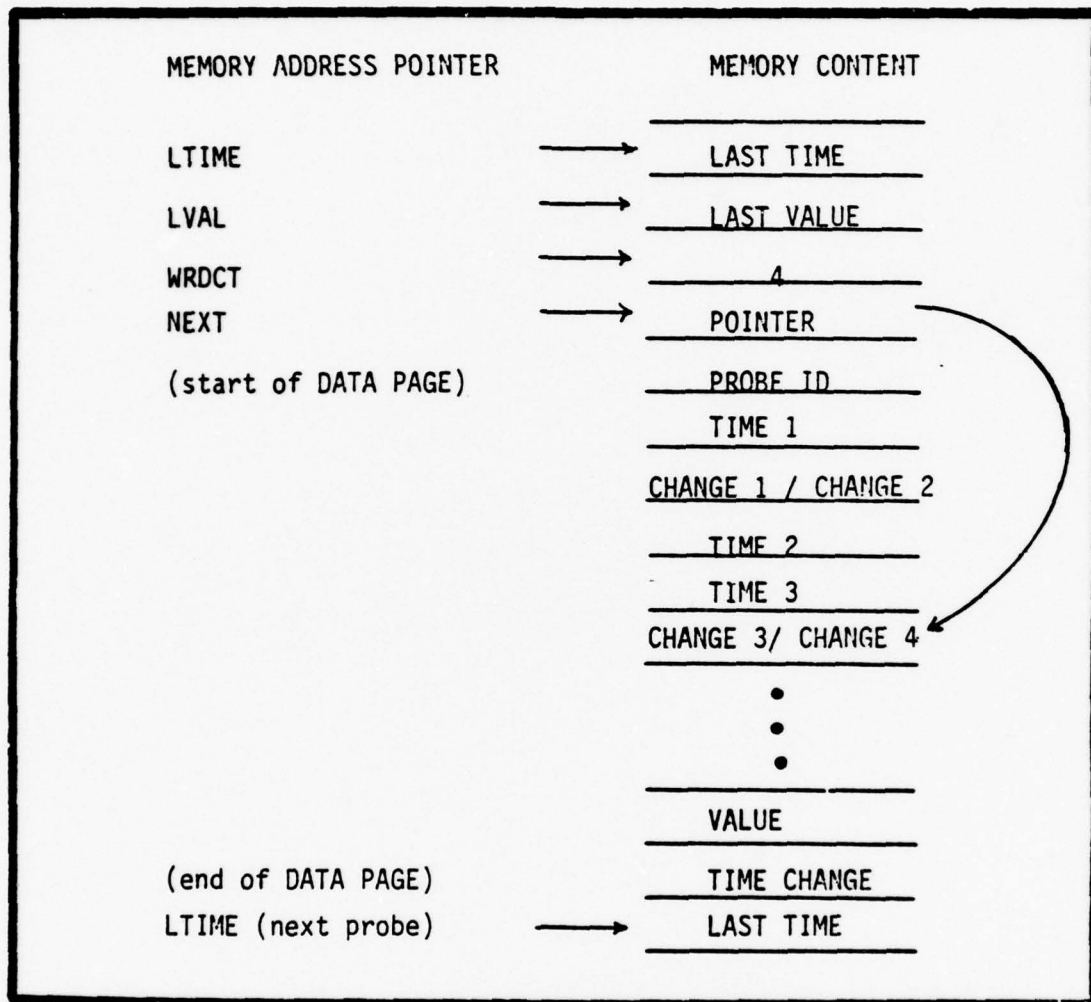 MEMORY ADDRESS POINTER MEMORY CONTENT
LTIME LAST TIME
LVAL LAST VALUE
WRDCT 4
NEXT POINTER
(start of DATA PAGE) PROBE ID
TIME 1
CHANGE 1 / CHANGE 2
TIME 2
TIME 3
CHANGE 3/ CHANGE 4
VALUE
(end of DATA PAGE) TIME CHANGE
LTIME (next probe) LAST TIME